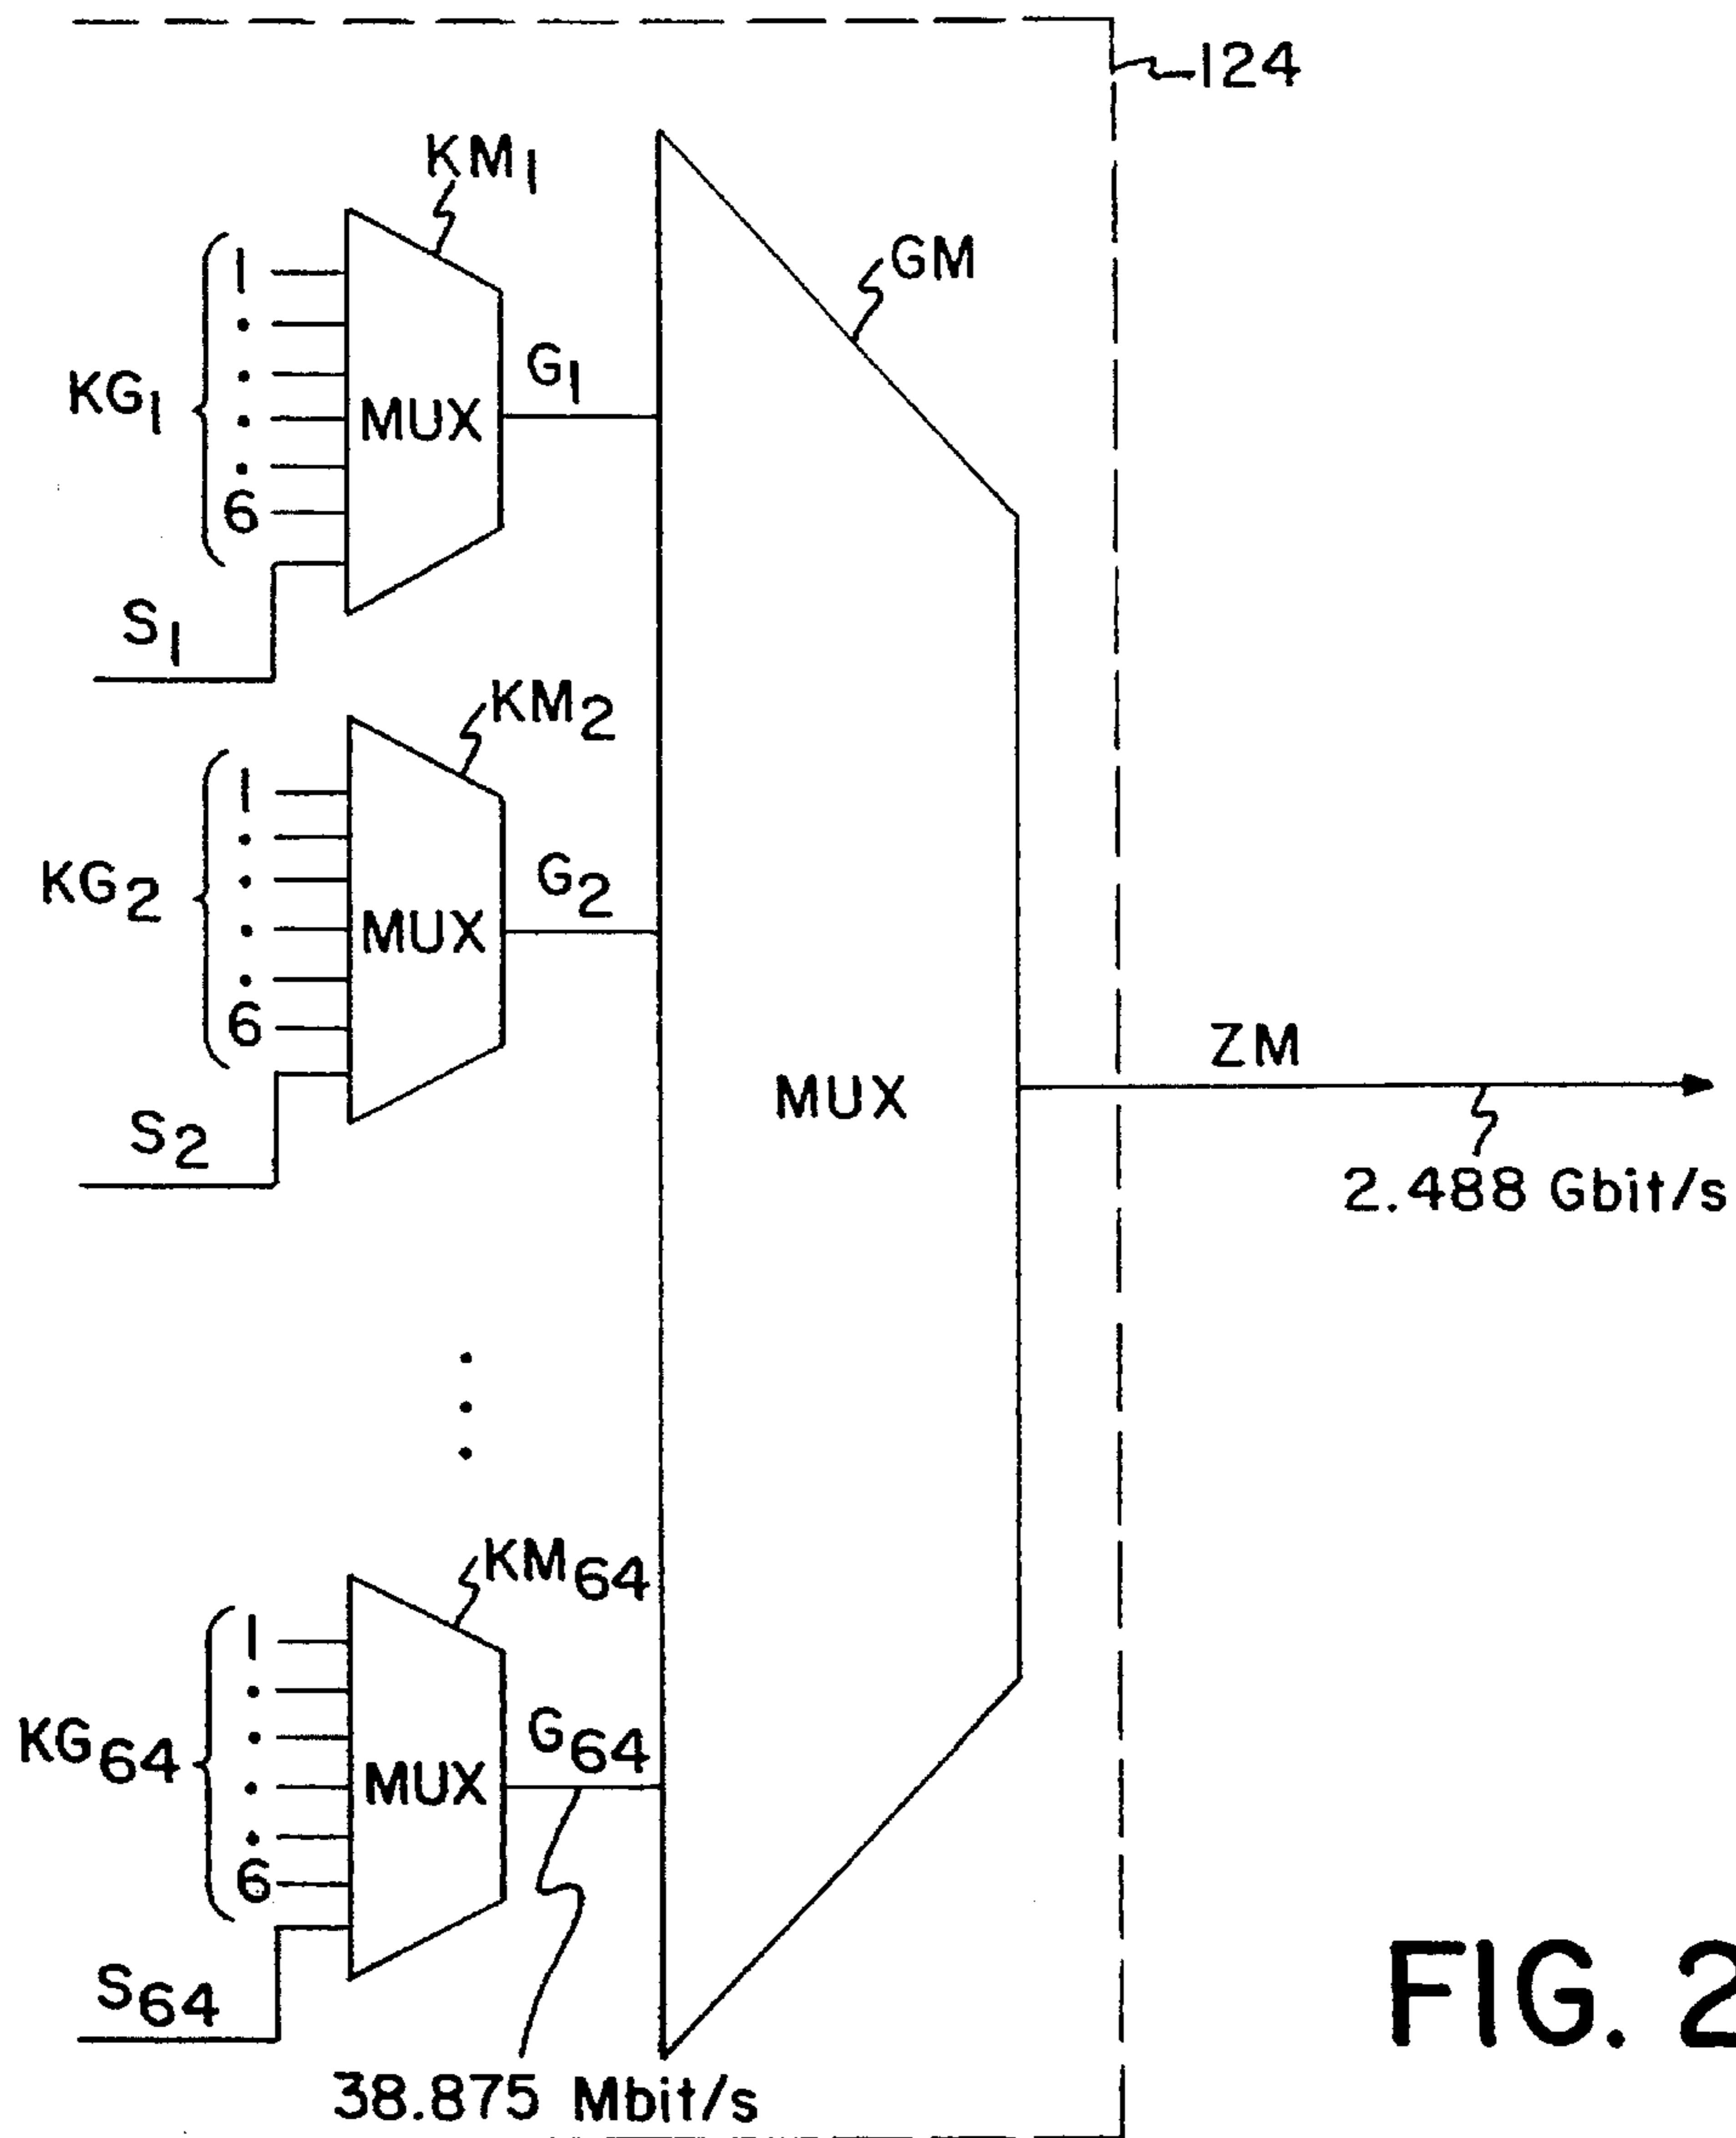 124
KM1
GM
1
G1
KG1
MUX
6
S1
KM2
1
G2
KG2
MUX
6
ZM
MUX
S2
2.488 Gbit/s
KM64
1
G64
KG64
MUX
6
S64
38.875 Mbit/s
FIG. 2